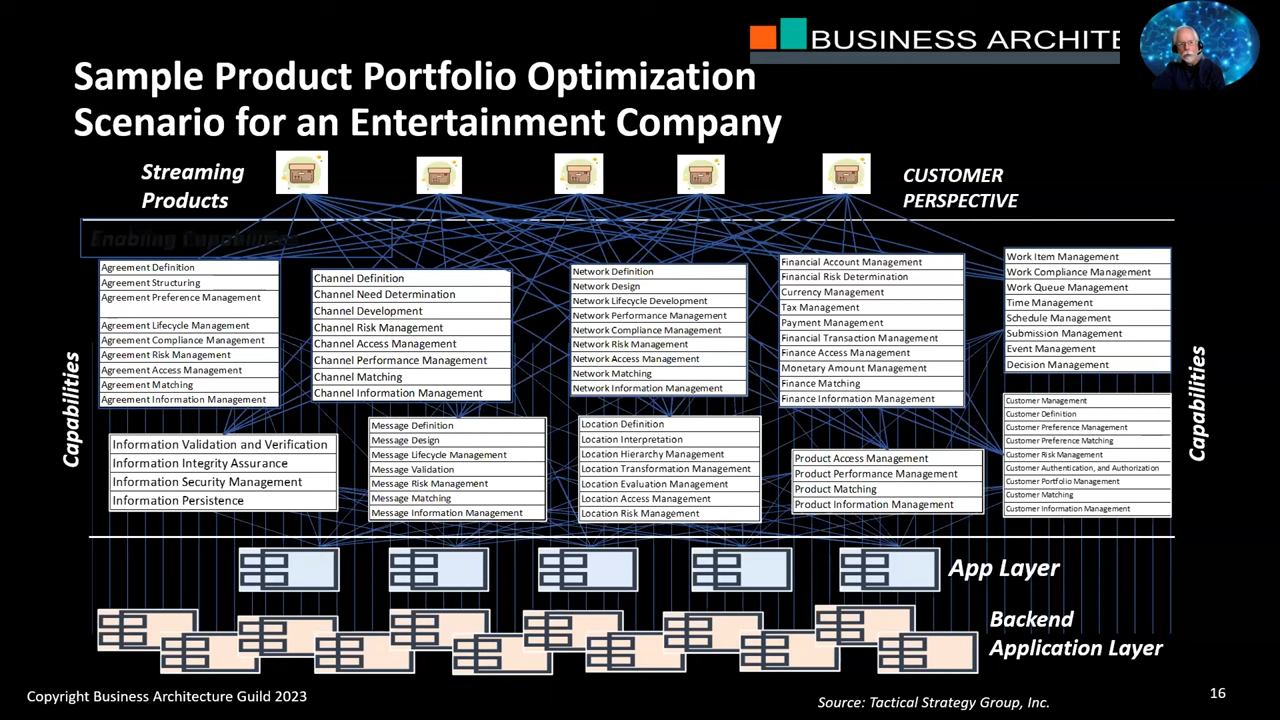 BUSINESS ARCHITE
Sample Product Portfolio Optimization
Scenario for an Entertainment Company
Streaming
Products
CUSTOMER
PERSPECTIVE
Enabling Capabilities
Capabilities
Agreement Definition
Agreement Structuring
Agreement Preference Management
Agreement Lifecycle Management
Agreement Compliance Management
Agreement Risk Management
Agreement Access Management
Agreement Matching
Agreement Information Management
Channel Definition
Channel Need Determination
Channel Development
Channel Risk Management
Channel Access Management
Channel Performance Management
Channel Matching
Channel Information Management
Network Definition
Network Design
Network Lifecycle Development
Network Performance Management
Network Compliance Management
Network Risk Management
Network Access Management
Network Matching
Network Information Management
Financial Account Management
Financial Risk Determination
Currency Management
Tax Management
Payment Management
Financial Transaction Management
Finance Access Management
Monetary Amount Management
Finance Matching
Finance Information Management
Work Item Management
Work Compliance Management
Work Queue Management
Time Management
Schedule Management
Submission Management
Event Management
Decision Management
Capabilities
Information Validation and Verification
Information Integrity Assurance
Information Security Management
Information Persistence
Message Definition
Message Design
Message Lifecycle Management
Message Validation
Message Risk Management
Message Matching
Message Information Management
Location Definition
Location Interpretation
Location Hierarchy Management
Location Transformation Management
Location Evaluation Management
Location Access Management
Location Risk Management
Product Access Management
Product Performance Management
Product Matching
Product Information Management
Customer Management
Customer Definition
Customer Preference Management
Customer Preference Matching
Customer Risk Management
Customer Authentication, and Authorization
Customer Portfolio Management
Customer Matching
Customer Information Management
App Layer
Backend
Application Layer
Copyright Business Architecture Guild 2023
Source: Tactical Strategy Group, Inc.
16